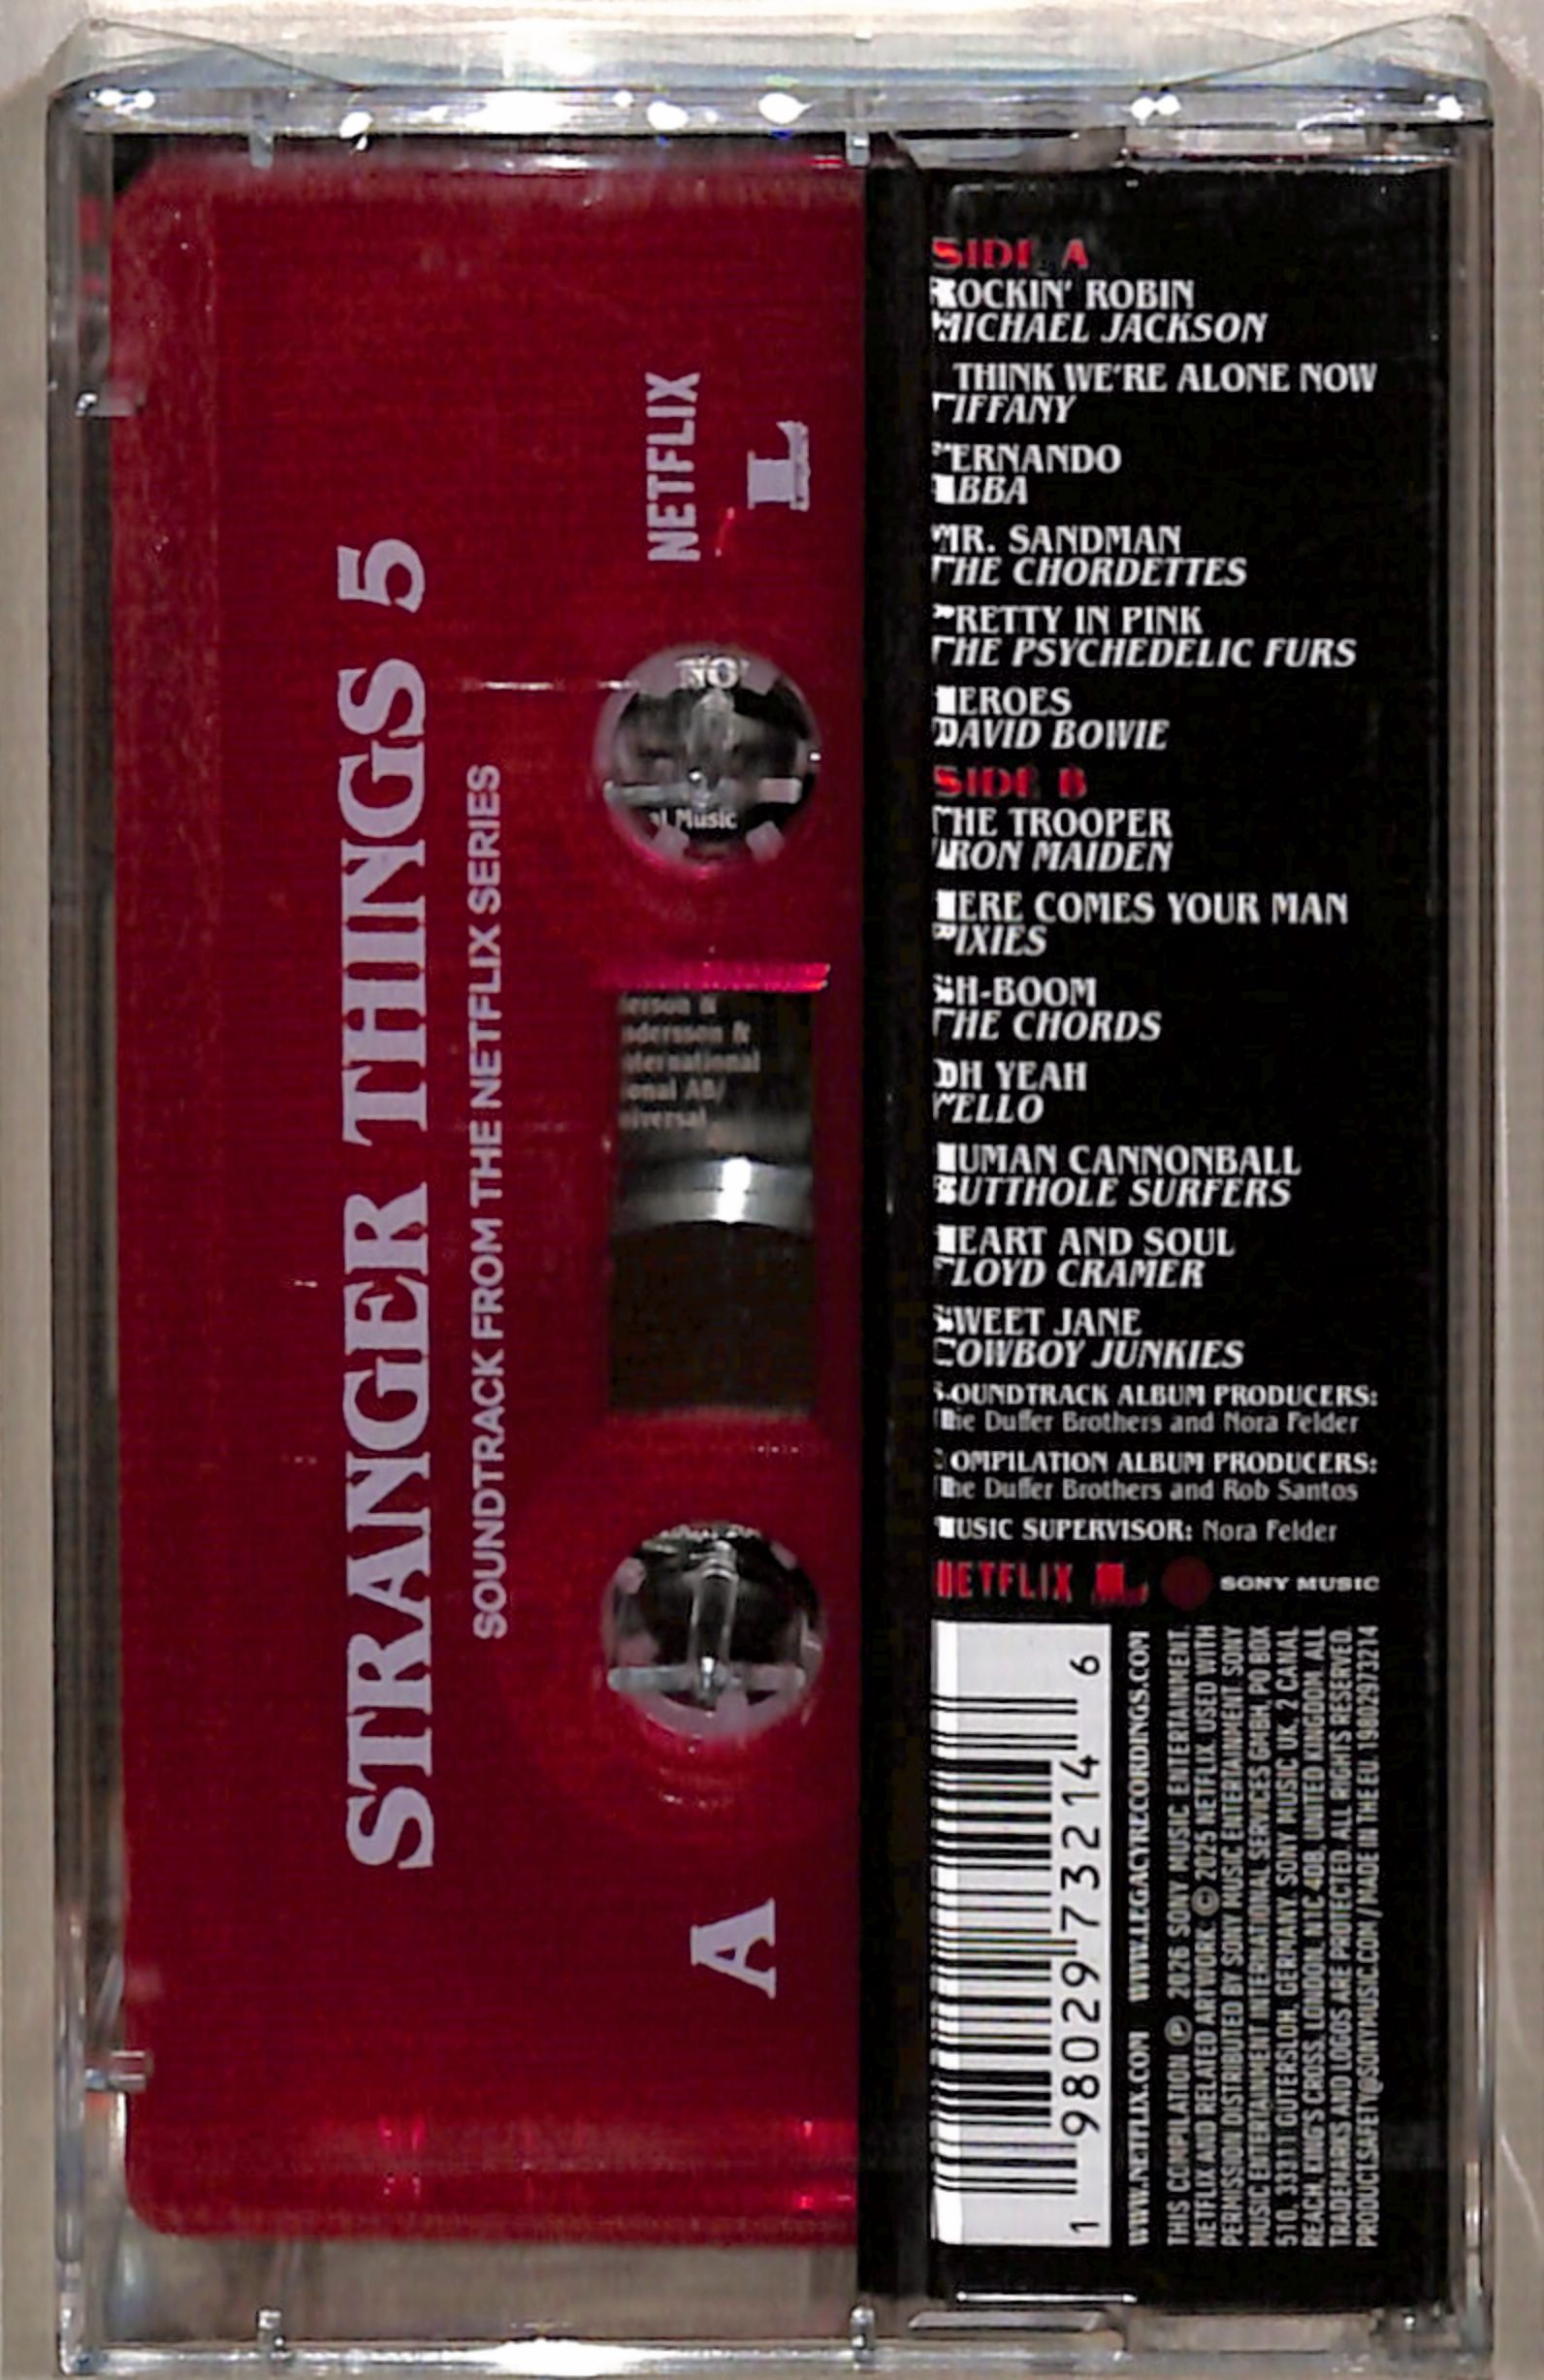 STRANGER THINGS 5
SOUNDTRACK FROM THE NETFLIX SERIES
NETFLIX
A
al Music
ndersson &
nternational
onal AB/
niversal
SIDE A
ROCKIN' ROBIN
MICHAEL JACKSON
THINK WE'RE ALONE NOW
TIFFANY
FERNANDO
ABBA
MR. SANDMAN
THE CHORDETTES
PRETTY IN PINK
THE PSYCHEDELIC FURS
HEROES
DAVID BOWIE
SIDE B
THE TROOPER
IRON MAIDEN
HERE COMES YOUR MAN
PIXIES
SH-BOOM
THE CHORDS
OH YEAH
YELLO
HUMAN CANNONBALL
BUTTHOLE SURFERS
HEART AND SOUL
FLOYD CRAMER
SWEET JANE
COWBOY JUNKIES
SOUNDTRACK ALBUM PRODUCERS:
The Duffer Brothers and Nora Felder
COMPILATION ALBUM PRODUCERS:
The Duffer Brothers and Rob Santos
MUSIC SUPERVISOR: Nora Felder
NETFLIX SONY MUSIC
1 98029 73214 6
WWW.NETFLIX.COM WWW.LEGACYRECORDINGS.COM
THIS COMPILATION ℗ 2026 SONY MUSIC ENTERTAINMENT.
NETFLIX AND RELATED ARTWORK: © 2025 NETFLIX. USED WITH
PERMISSION. DISTRIBUTED BY SONY MUSIC ENTERTAINMENT. SONY
MUSIC ENTERTAINMENT INTERNATIONAL SERVICES GMBH, PO BOX
510, 33311 GUTERSLOH, GERMANY. SONY MUSIC UK, 2 CANAL
REACH, KING'S CROSS, LONDON, N1C 4DB, UNITED KINGDOM. ALL
TRADEMARKS AND LOGOS ARE PROTECTED. ALL RIGHTS RESERVED.
PRODUCTSAFETY@SONYMUSIC.COM / MADE IN THE EU. 19802973214